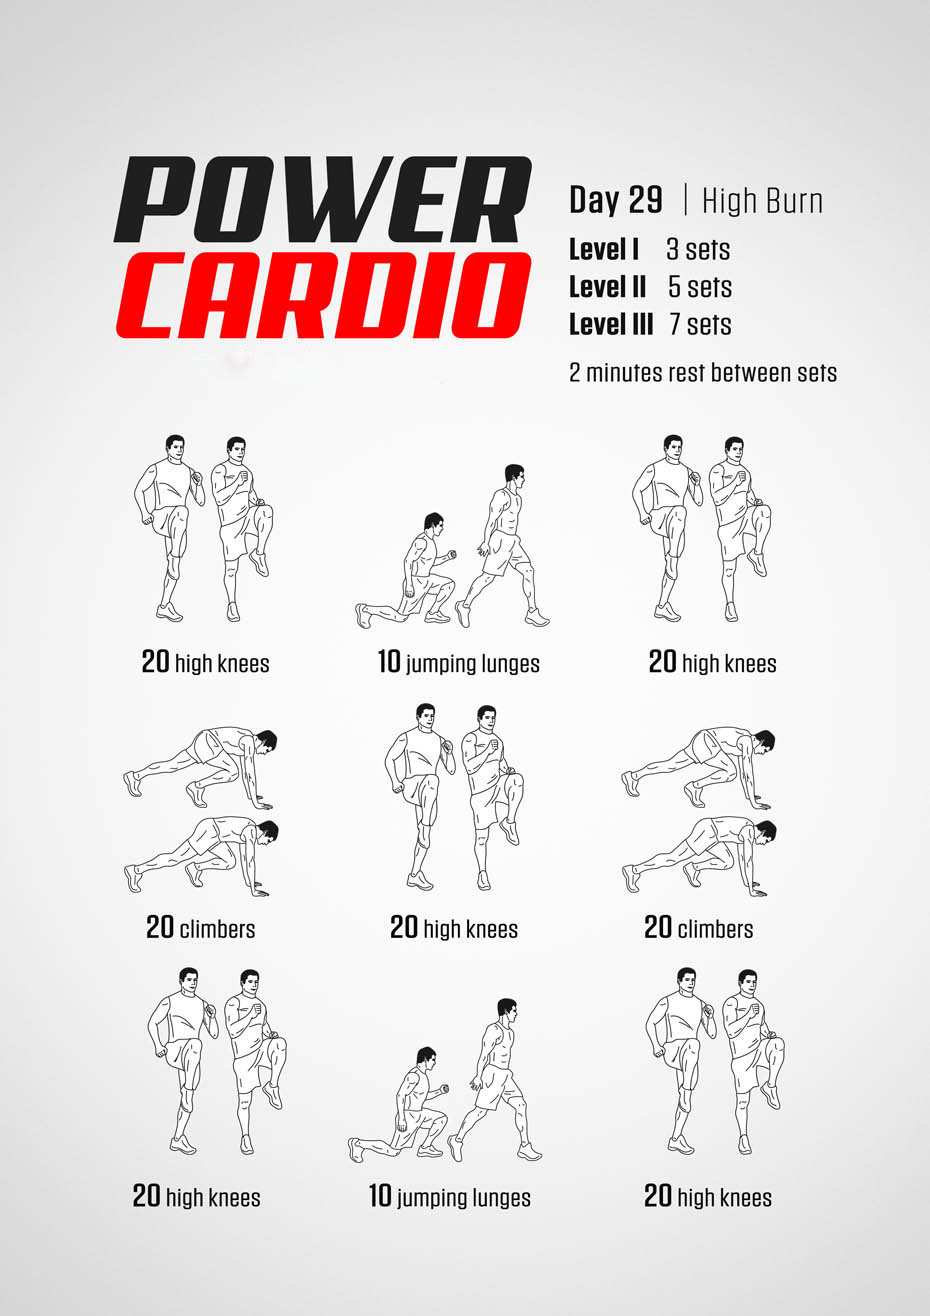 POWER
CARDIO
Day 29 | High Burn
Level I 3 sets
Level II 5 sets
Level III 7 sets
2 minutes rest between sets
20 high knees
10 jumping lunges
20 high knees
20 climbers
20 high knees
20 climbers
20 high knees
10 jumping lunges
20 high knees